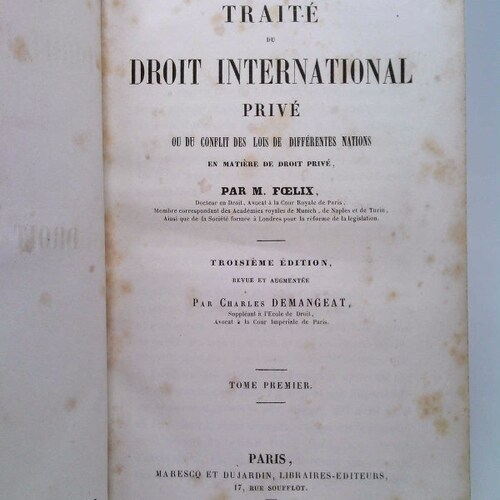 TRAITÉ
DU
DROIT INTERNATIONAL
PRIVÉ
OU DU CONFLIT DES LOIS DE DIFFÉRENTES NATIONS
EN MATIÈRE DE DROIT PRIVÉ,
PAR M. FŒLIX,
Docteur en Droit, Avocat à la Cour Royale de Paris,
Membre correspondant des Académies royales de Munich, de Naples et de Turin,
Ainsi que de la Société formée à Londres pour la réforme de la législation.
TROISIÈME ÉDITION,
REVUE ET AUGMENTÉE
PAR CHARLES DEMANGEAT,
Suppléant à l'École de Droit,
Avocat à la Cour Impériale de Paris.
TOME PREMIER.
PARIS,
MARESCQ ET DUJARDIN, LIBRAIRES-EDITEURS,
17, RUE SOUFFLOT.